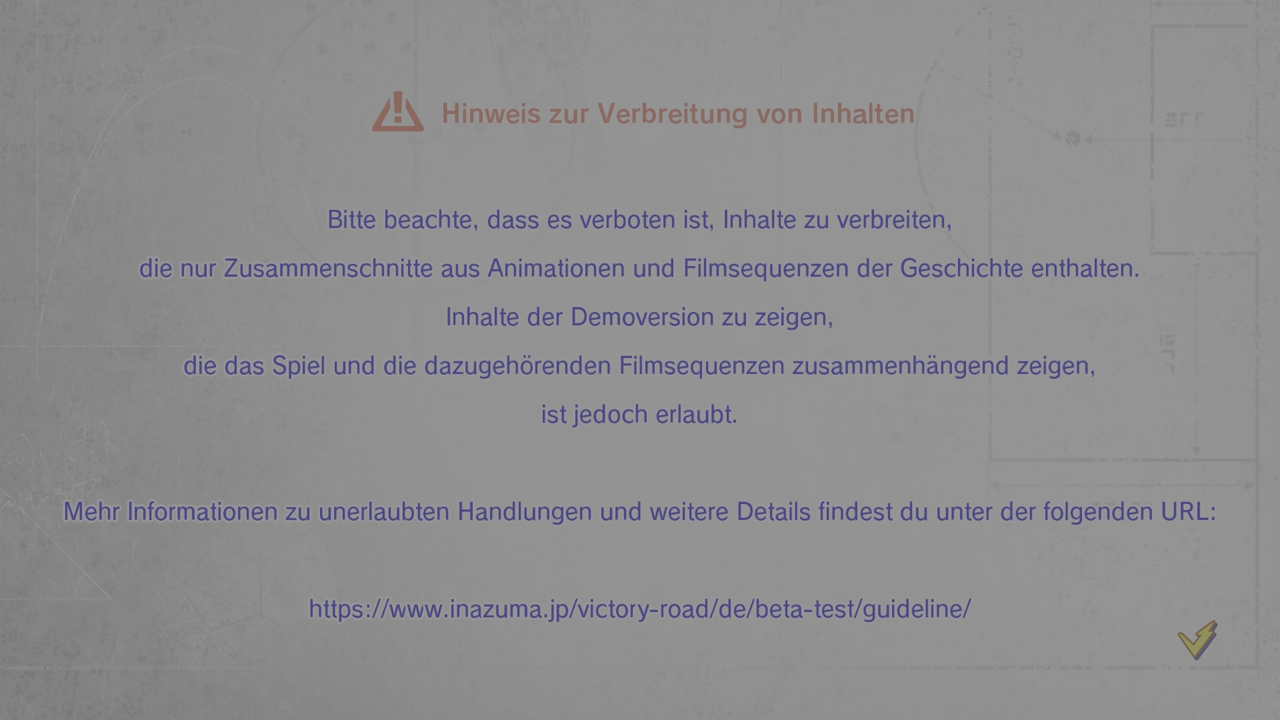 Hinweis zur Verbreitung von Inhalten
Bitte beachte, dass es verboten ist, Inhalte zu verbreiten,
die nur Zusammenschnitte aus Animationen und Filmsequenzen der Geschichte enthalten.
Inhalte der Demoversion zu zeigen,
die das Spiel und die dazugehörenden Filmsequenzen zusammenhängend zeigen,
ist jedoch erlaubt.
Mehr Informationen zu unerlaubten Handlungen und weitere Details findest du unter der folgenden URL:
https://www.inazuma.jp/victory-road/de/beta-test/guideline/